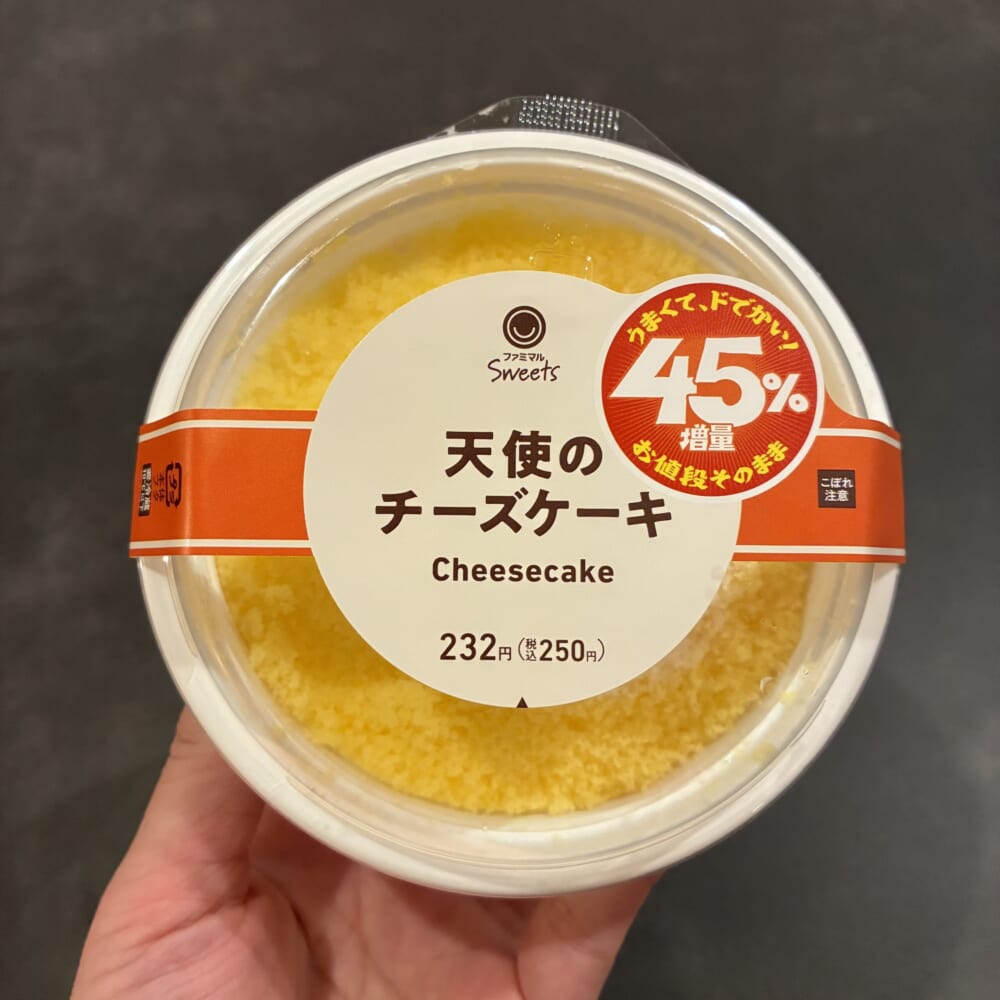 ファミマル
Sweets
うまくて、ドでかい!
45%
増量
お値段そのまま
天使の
チーズケーキ
Cheesecake
232円(税込250円)
こぼれ
注意
プラ